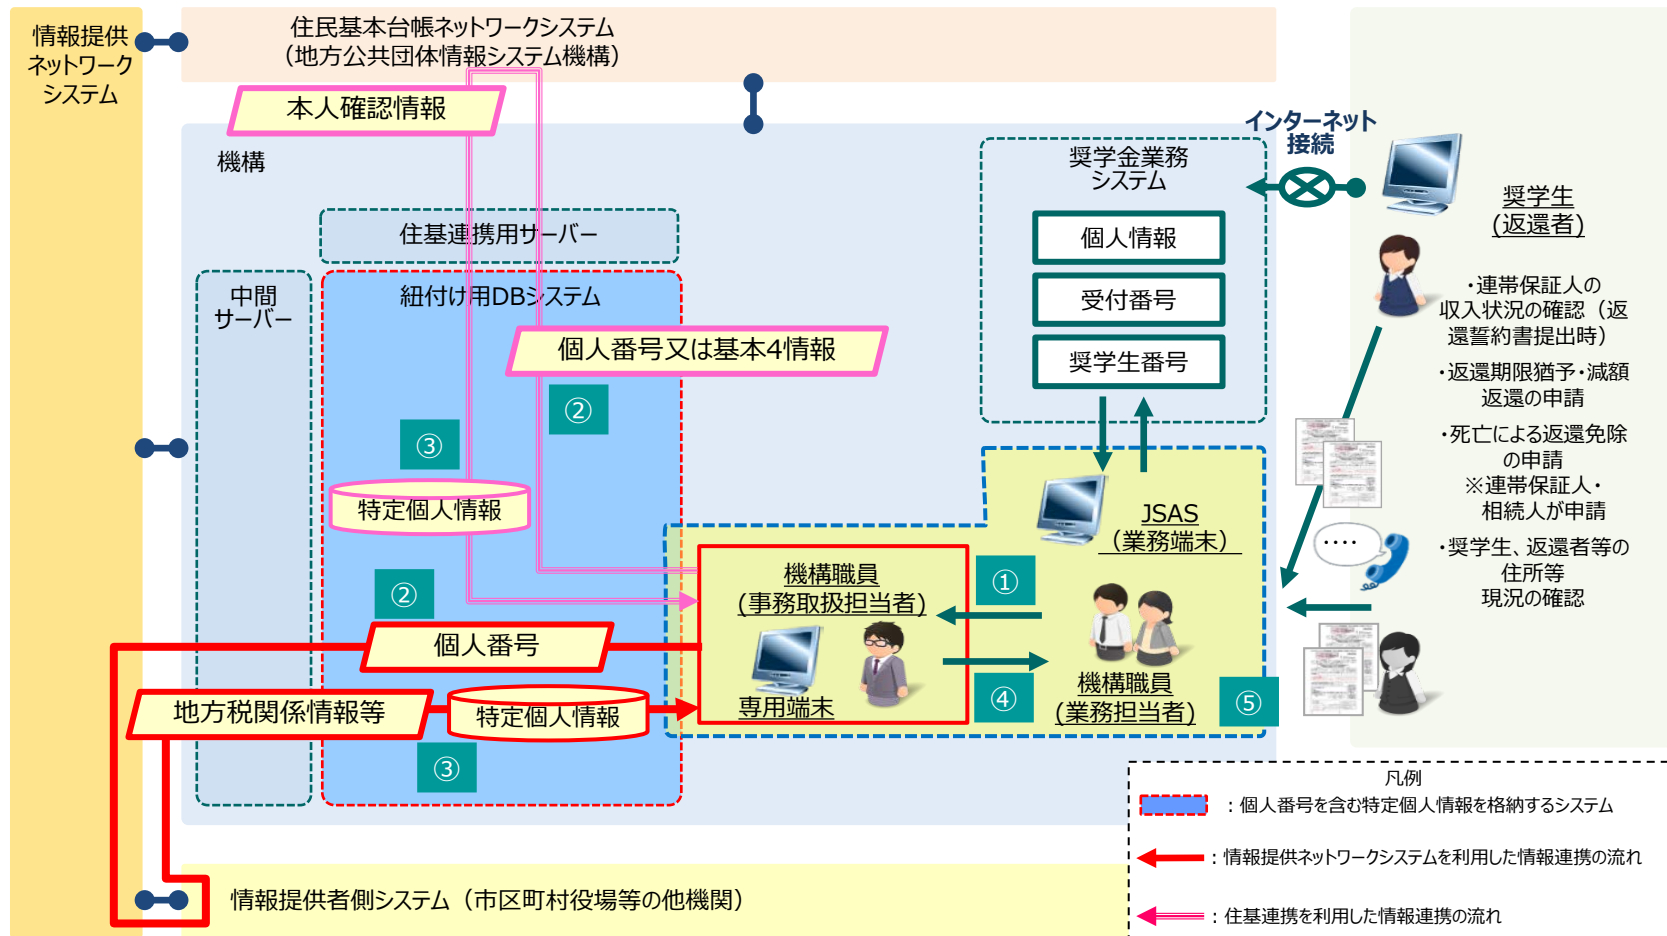 情報提供
ネットワーク
システム
住民基本台帳ネットワークシステム
（地方公共団体情報システム機構）
本人確認情報
機構
住基連携用サーバー
中間
サーバー
紐付け用DBシステム
個人番号又は基本4情報
②
③
特定個人情報
②
個人番号
地方税関係情報等
特定個人情報
③
奨学金業務
システム
個人情報
受付番号
奨学生番号
インターネット
接続
JSAS
（業務端末）
機構職員
(事務取扱担当者)
専用端末
①
④
機構職員
(業務担当者)
⑤
奨学生
(返還者)
・連帯保証人の
収入状況の確認（返
還誓約書提出時）
・返還期限猶予・減額
返還の申請
・死亡による返還免除
の申請
※連帯保証人・
相続人が申請
・奨学生、返還者等の
住所等
現況の確認
・・・・
情報提供者側システム（市区町村役場等の他機関）
凡例
：個人番号を含む特定個人情報を格納するシステム
：情報提供ネットワークシステムを利用した情報連携の流れ
：住基連携を利用した情報連携の流れ